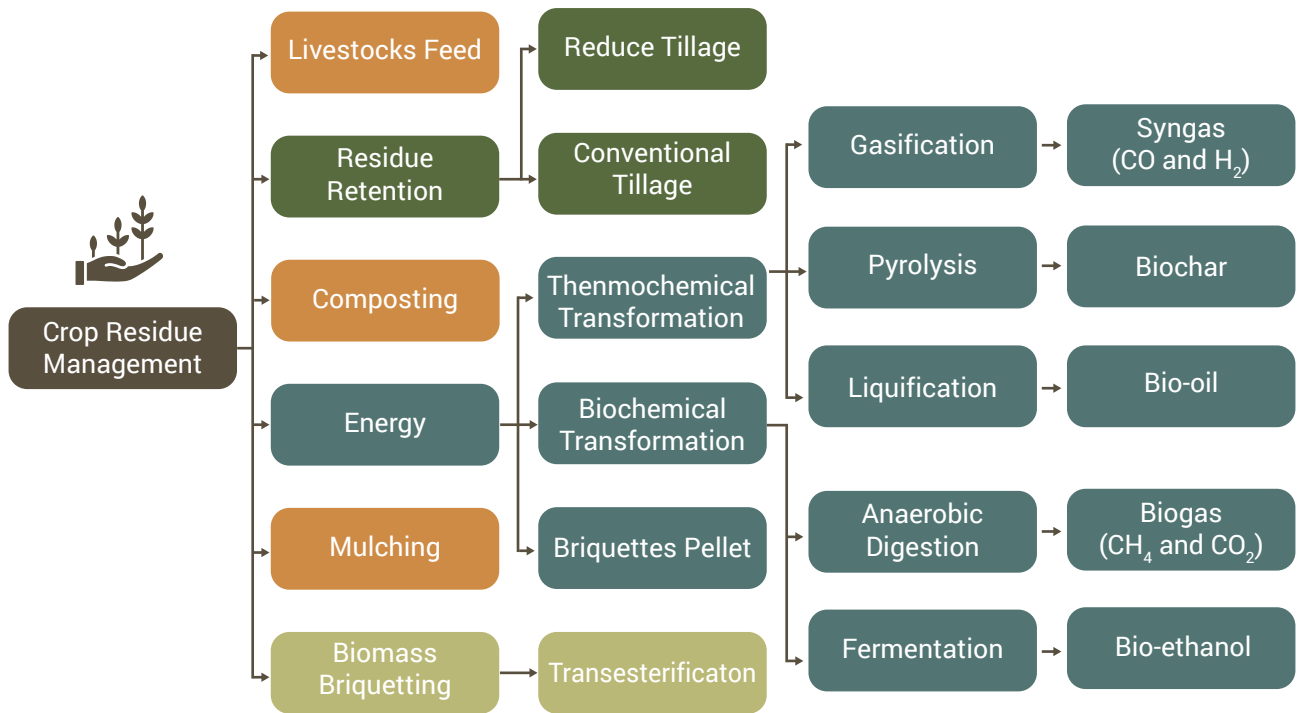 Crop Residue
Management
Livestocks Feed
Residue
Retention
Composting
Energy
Mulching
Biomass
Briquetting
Reduce Tillage
Conventional
Tillage
Thenmochemical
Transformation
Biochemical
Transformation
Briquettes Pellet
Transesterificaton
Gasification
Pyrolysis
Liquification
Anaerobic
Digestion
Fermentation
Syngas
(CO and H₂)
Biochar
Bio-oil
Biogas
(CH₄ and CO₂)
Bio-ethanol